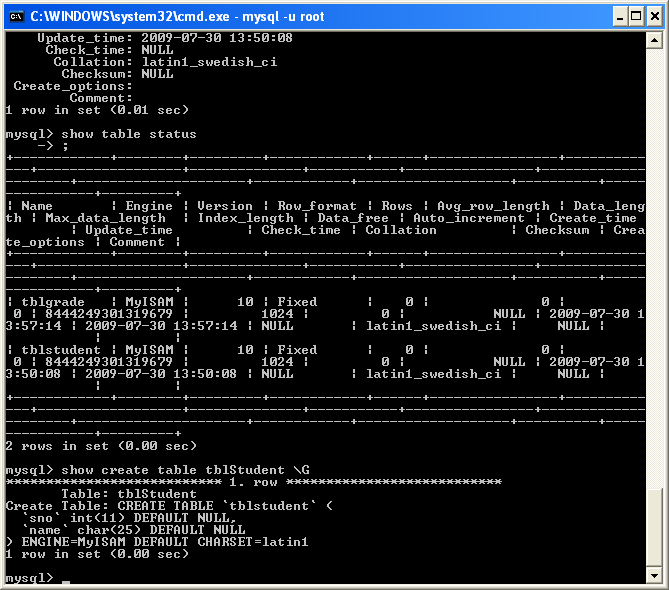 C:\WINDOWS\system32\cmd.exe - mysql -u root
    Update_time: 2009-07-30 13:50:08
     Check_time: NULL
      Collation: latin1_swedish_ci
       Checksum: NULL
 Create_options:
        Comment:
1 row in set (0.01 sec)
mysql> show table status
    -> ;
+------------+--------+---------+------------+------+----------------+----------
---+-----------------+--------------+-----------+----------------+--------------
-------+---------------------+------------+-------------------+----------+------
----------+---------+
| Name       | Engine | Version | Row_format | Rows | Avg_row_length | Data_leng
th | Max_data_length  | Index_length | Data_free | Auto_increment | Create_time
       | Update_time         | Check_time | Collation         | Checksum | Crea
te_options | Comment |
+------------+--------+---------+------------+------+----------------+----------
---+-----------------+--------------+-----------+----------------+--------------
-------+---------------------+------------+-------------------+----------+------
----------+---------+
| tblgrade   | MyISAM |      10 | Fixed      |    0 |              0 |
 0 | 8444249301319679 |         1024 |         0 |           NULL | 2009-07-30 1
3:57:14 | 2009-07-30 13:57:14 | NULL       | latin1_swedish_ci |     NULL |
           |         |
| tblstudent | MyISAM |      10 | Fixed      |    0 |              0 |
 0 | 8444249301319679 |         1024 |         0 |           NULL | 2009-07-30 1
3:50:08 | 2009-07-30 13:50:08 | NULL       | latin1_swedish_ci |     NULL |
           |         |
+------------+--------+---------+------------+------+----------------+----------
---+-----------------+--------------+-----------+----------------+--------------
-------+---------------------+------------+-------------------+----------+------
----------+---------+
2 rows in set (0.00 sec)
mysql> show create table tblStudent \G
*************************** 1. row ***************************
       Table: tblStudent
Create Table: CREATE TABLE `tblstudent` (
  `sno` int(11) DEFAULT NULL,
  `name` char(25) DEFAULT NULL
) ENGINE=MyISAM DEFAULT CHARSET=latin1
1 row in set (0.00 sec)
mysql> _